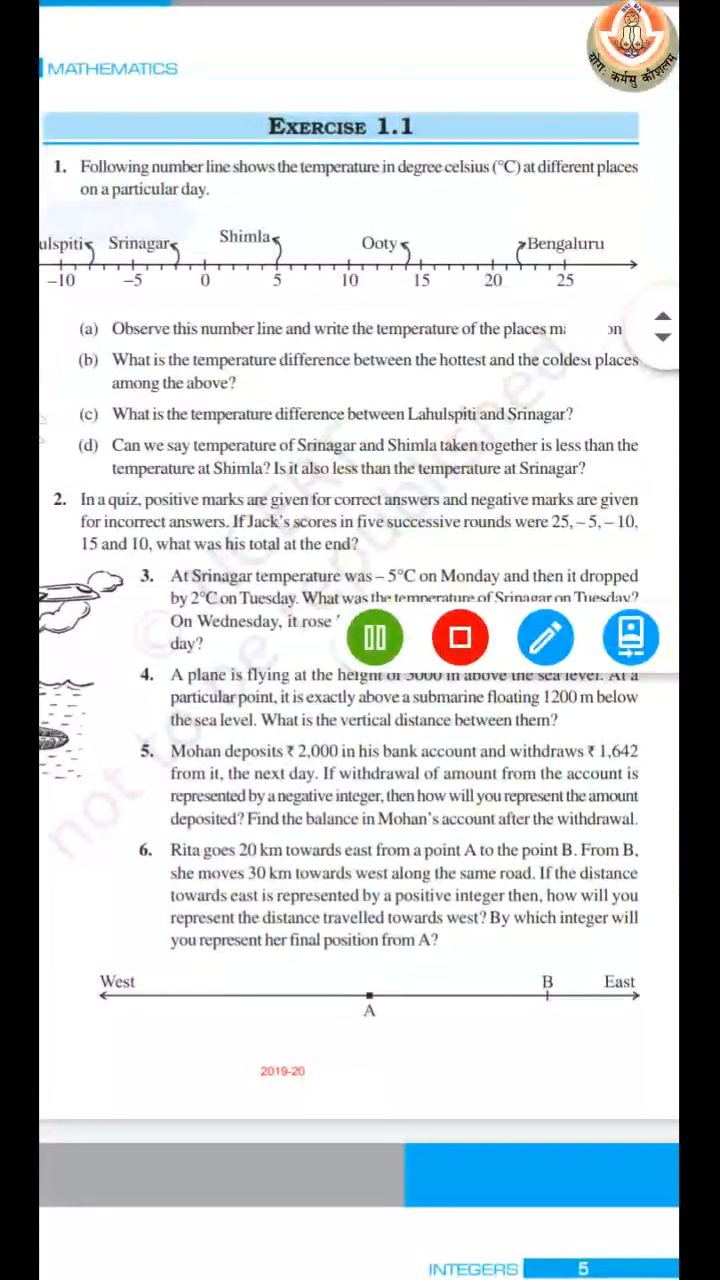 MATHEMATICS
योग: कर्मसु कौशलम्
EXERCISE 1.1
1. Following number line shows the temperature in degree celsius (°C) at different places
on a particular day.
ulspiti Srinagar Shimla Ooty Bengaluru
–10 –5 0 5 10 15 20 25
(a) Observe this number line and write the temperature of the places on
(b) What is the temperature difference between the hottest and the coldest places
among the above?
(c) What is the temperature difference between Lahulspiti and Srinagar?
(d) Can we say temperature of Srinagar and Shimla taken together is less than the
temperature at Shimla? Is it also less than the temperature at Srinagar?
2. In a quiz, positive marks are given for correct answers and negative marks are given
for incorrect answers. If Jack's scores in five successive rounds were 25, – 5, – 10,
15 and 10, what was his total at the end?
3. At Srinagar temperature was – 5°C on Monday and then it dropped
by 2°C on Tuesday. What was the temperature of Srinagar on Tuesday?
On Wednesday, it rose
day?
4. A plane is flying at the height of 5000 m above the sea level. At a
particular point, it is exactly above a submarine floating 1200 m below
the sea level. What is the vertical distance between them?
5. Mohan deposits ₹ 2,000 in his bank account and withdraws ₹ 1,642
from it, the next day. If withdrawal of amount from the account is
represented by a negative integer, then how will you represent the amount
deposited? Find the balance in Mohan's account after the withdrawal.
6. Rita goes 20 km towards east from a point A to the point B. From B,
she moves 30 km towards west along the same road. If the distance
towards east is represented by a positive integer then, how will you
represent the distance travelled towards west? By which integer will
you represent her final position from A?
West B East
A
2019-20
not to be republished
INTEGERS 5